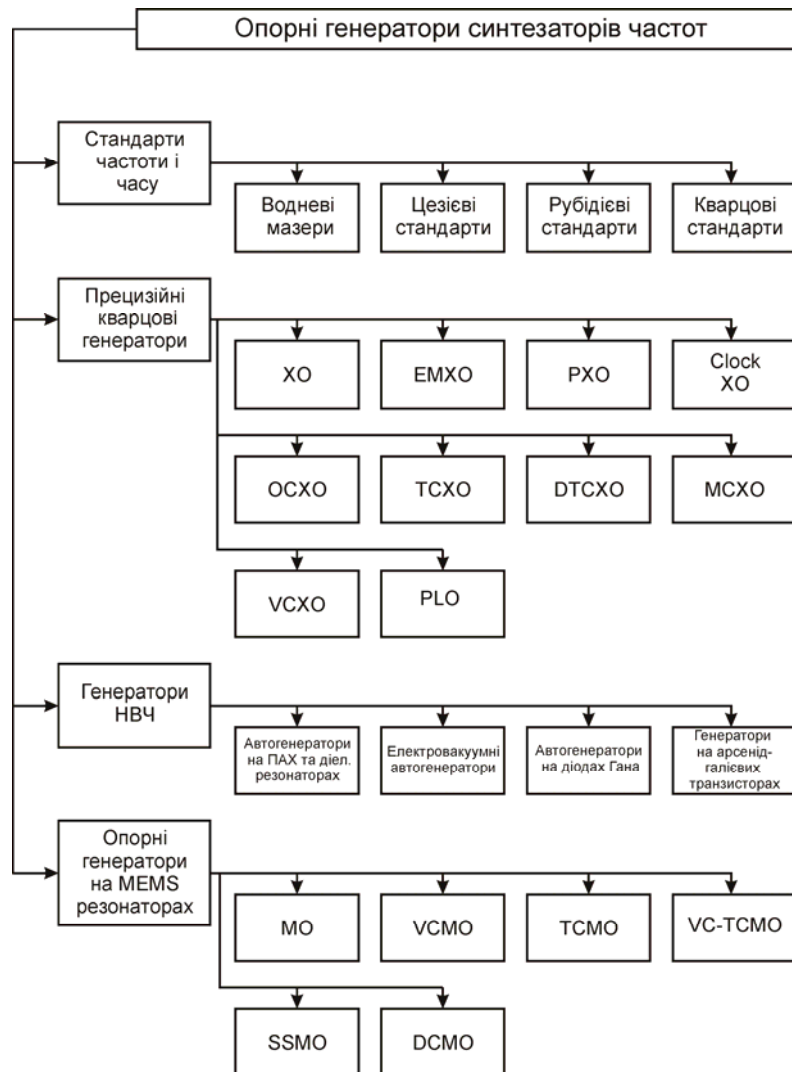 Опорні генератори синтезаторів частот
Стандарти
частоти і
часу
Водневі
мазери
Цезієві
стандарти
Рубідієві
стандарти
Кварцові
стандарти
Прецизійні
кварцові
генератори
XO
EMXO
PXO
Clock
XO
OCXO
TCXO
DTCXO
MCXO
VCXO
PLO
Генератори
НВЧ
Автогенератори
на ПАХ та діел.
резонаторах
Електровакуумні
автогенератори
Автогенератори
на діодах Гана
Генератори
на арсенід-
галієвих
транзисторах
Опорні
генератори
на MEMS
резонаторах
MO
VCMO
TCMO
VC-TCMO
SSMO
DCMO